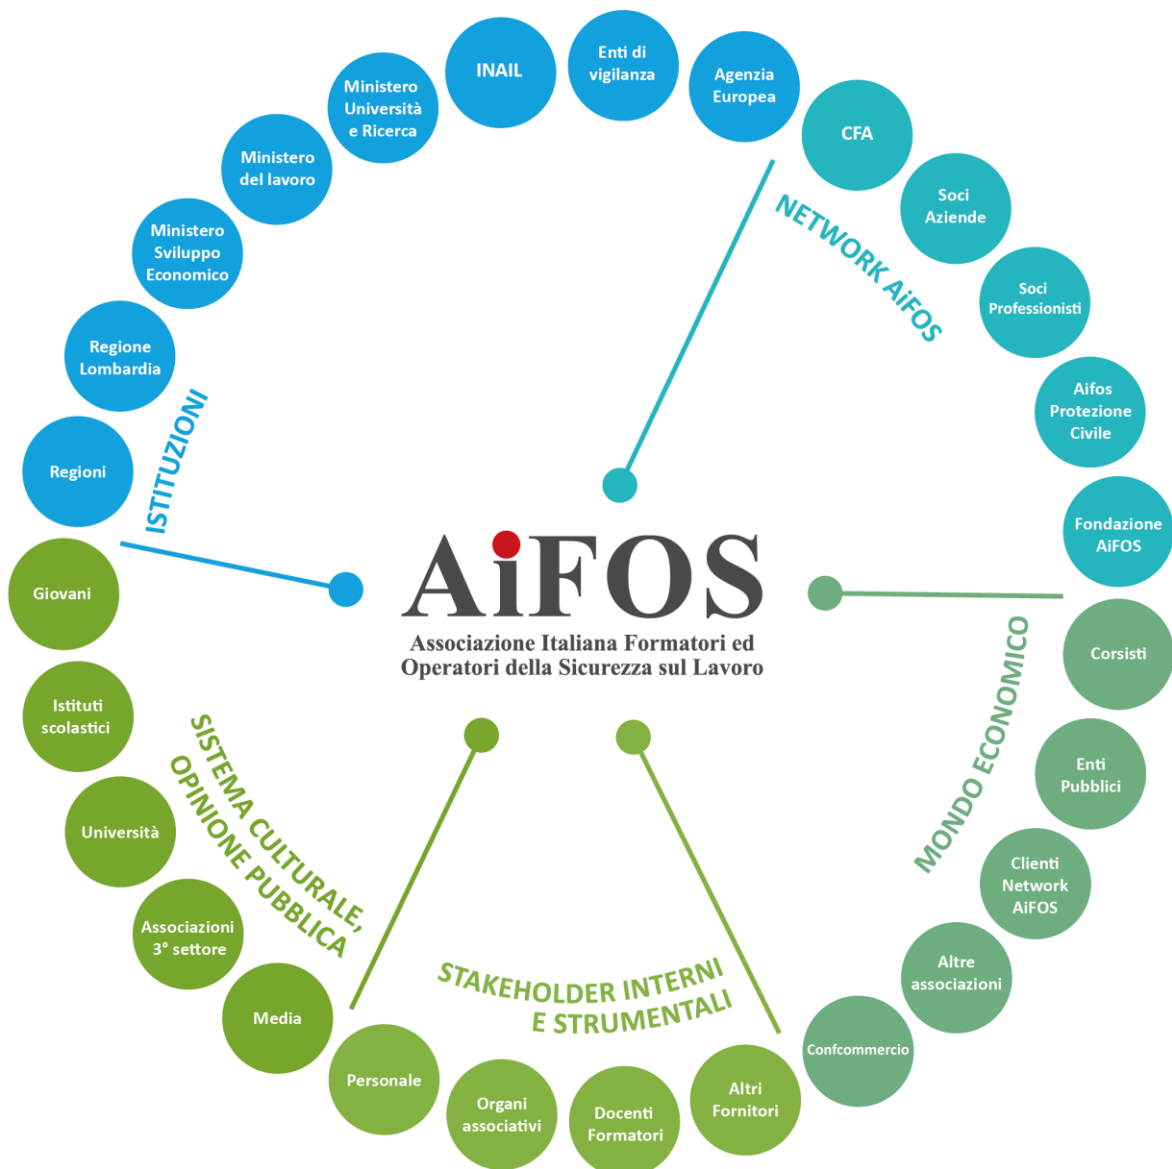 INAIL
Enti di
vigilanza
Agenzia
Europea
CFA
Soci
Aziende
Soci
Professionisti
Aifos
Protezione
Civile
Fondazione
AiFOS
NETWORK AiFOS
Corsisti
Enti
Pubblici
Clienti
Network
AiFOS
Altre
associazioni
Confcommercio
MONDO ECONOMICO
Altri
Fornitori
Docenti
Formatori
Organi
associativi
Personale
STAKEHOLDER INTERNI
E STRUMENTALI
Media
Associazioni
3° settore
Università
Istituti
scolastici
Giovani
SISTEMA CULTURALE,
OPINIONE PUBBLICA
Regioni
Regione
Lombardia
Ministero
Sviluppo
Economico
Ministero
del lavoro
Ministero
Università
e Ricerca
ISTITUZIONI
AiFOS
Associazione Italiana Formatori ed
Operatori della Sicurezza sul Lavoro